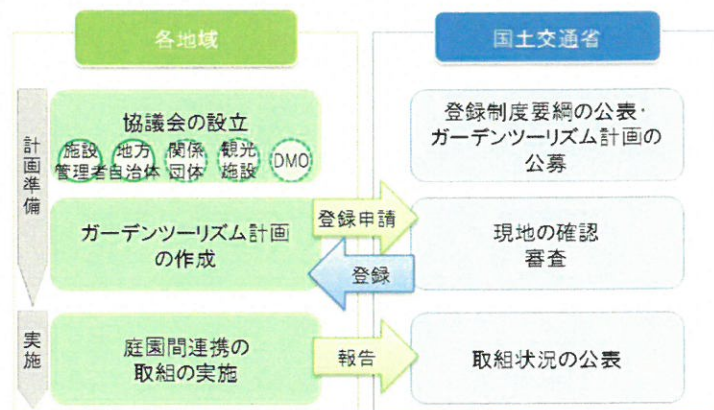 各地域
国土交通省
計画準備
協議会の設立
施設
管理者
地方
自治体
関係
団体
観光
施設
DMO
登録制度要綱の公表・
ガーデンツーリズム計画の
公募
ガーデンツーリズム計画
の作成
登録申請
登録
現地の確認
審査
実施
庭園間連携の
取組の実施
報告
取組状況の公表